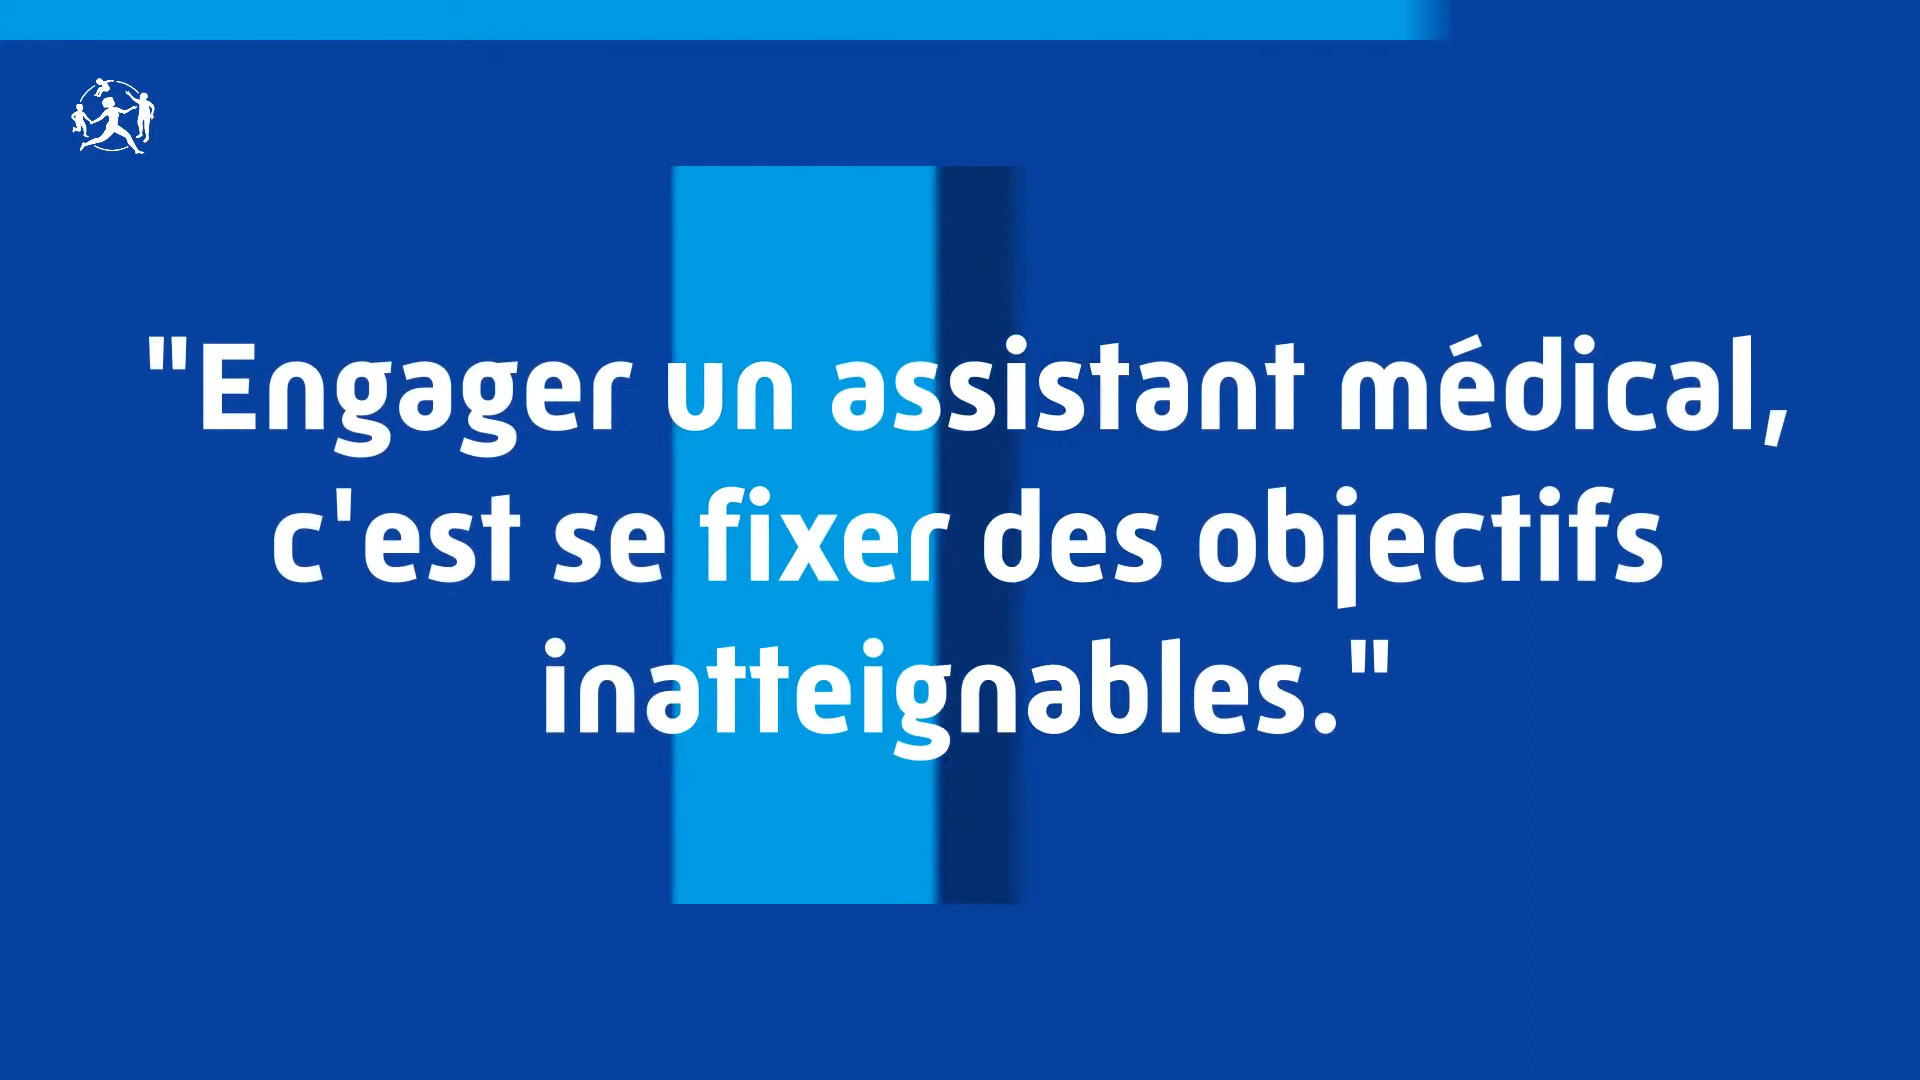 "Engager un assistant médical,
c'est se fixer des objectifs
inatteignables."